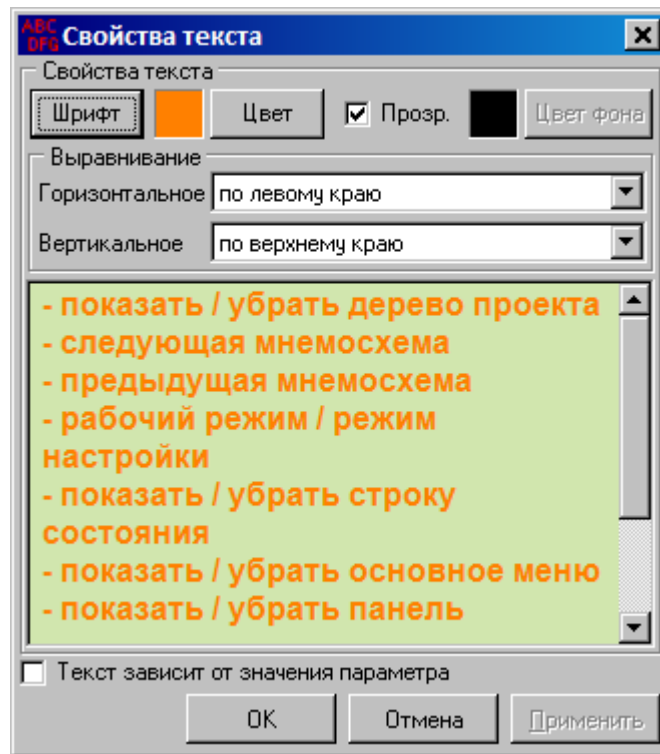 ABC
DFG
Свойства текста
Свойства текста
Шрифт
Цвет
Прозр.
Цвет фона
Выравнивание
Горизонтальное по левому краю
Вертикальное по верхнему краю
- показать / убрать дерево проекта
- следующая мнемосхема
- предыдущая мнемосхема
- рабочий режим / режим
настройки
- показать / убрать строку
состояния
- показать / убрать основное меню
- показать / убрать панель
Текст зависит от значения параметра
OK
Отмена
Применить